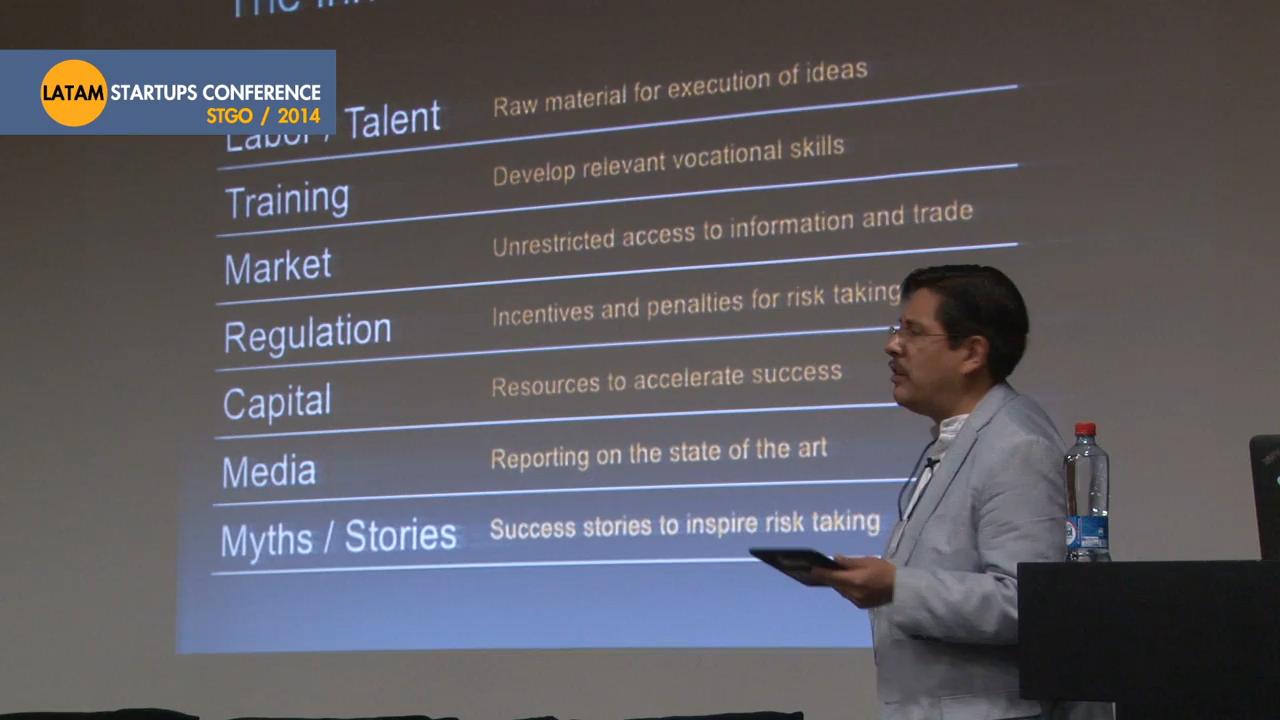 The
LATAM STARTUPS CONFERENCE
STGO / 2014
Labor / Talent Raw material for execution of ideas
Training Develop relevant vocational skills
Market Unrestricted access to information and trade
Regulation Incentives and penalties for risk taking
Capital Resources to accelerate success
Media Reporting on the state of the art
Myths / Stories Success stories to inspire risk taking